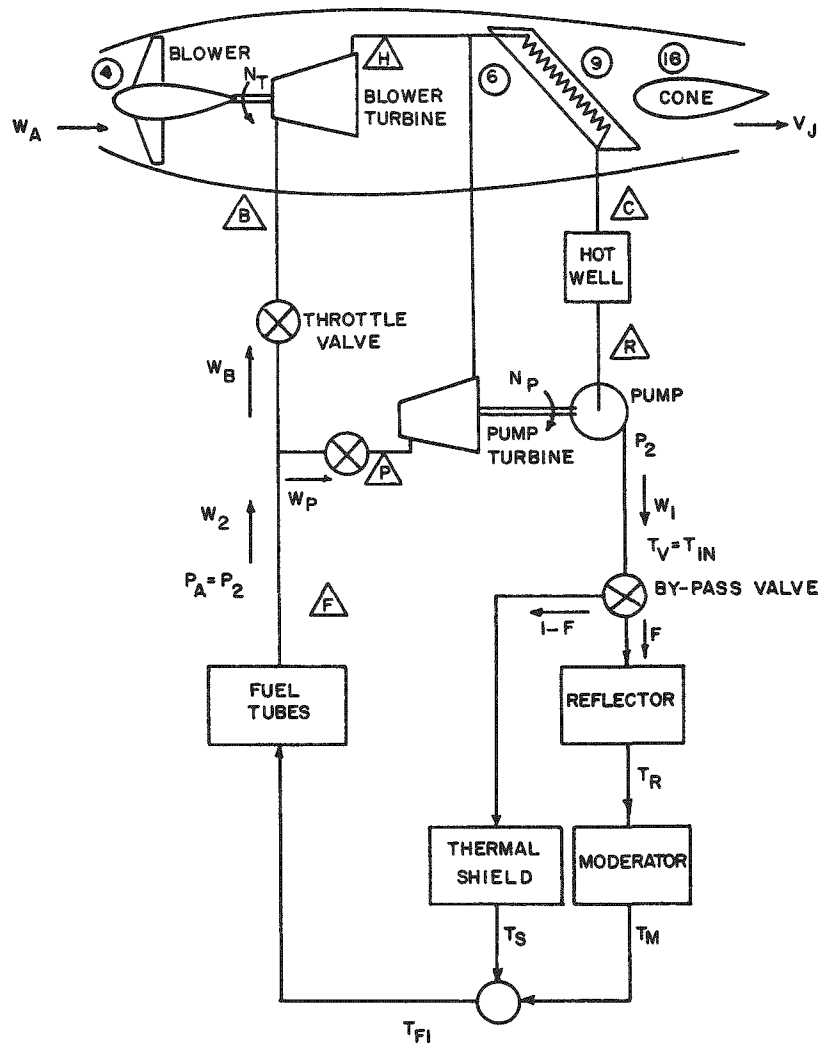 4
BLOWER
N_T
H
BLOWER
TURBINE
6
9
18
CONE
W_A
V_J
B
C
HOT
WELL
THROTTLE
VALVE
R
W_B
N_P
PUMP
PUMP
TURBINE
P_2
P
W_P
W_2
W_1
P_A=P_2
T_V=T_IN
BY-PASS VALVE
F
I-F
F
FUEL
TUBES
REFLECTOR
T_R
THERMAL
SHIELD
MODERATOR
T_S
T_M
T_FI